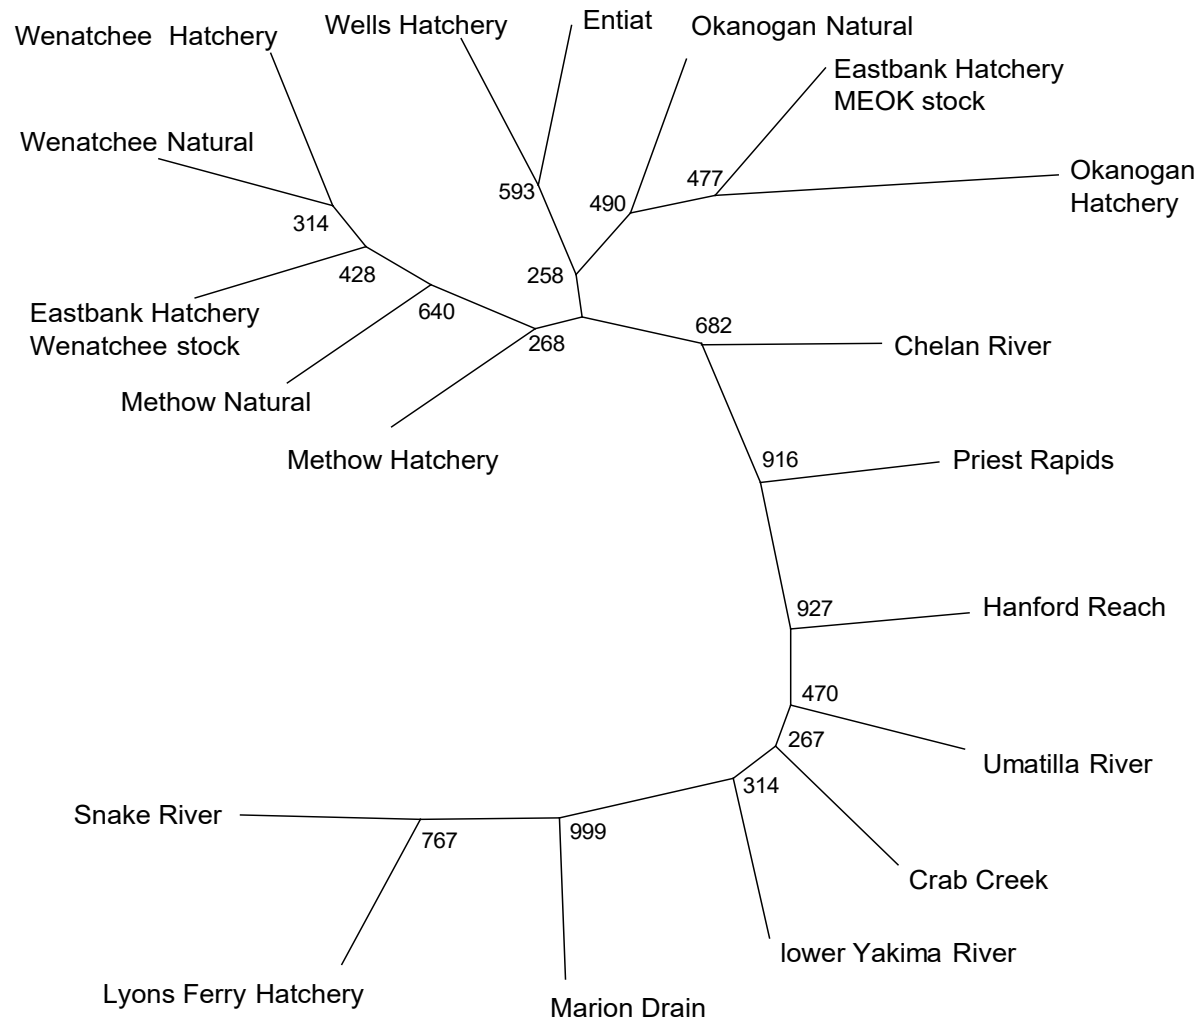 Wells Hatchery
Entiat
Okanogan Natural
Wenatchee Hatchery
Eastbank Hatchery
MEOK stock
Wenatchee Natural
Okanogan
Hatchery
477
593
490
314
258
428
Eastbank Hatchery
Wenatchee stock
640
682
268
Chelan River
Methow Natural
Methow Hatchery
916
Priest Rapids
927
Hanford Reach
470
267
Umatilla River
314
Snake River
767
999
Crab Creek
lower Yakima River
Lyons Ferry Hatchery
Marion Drain